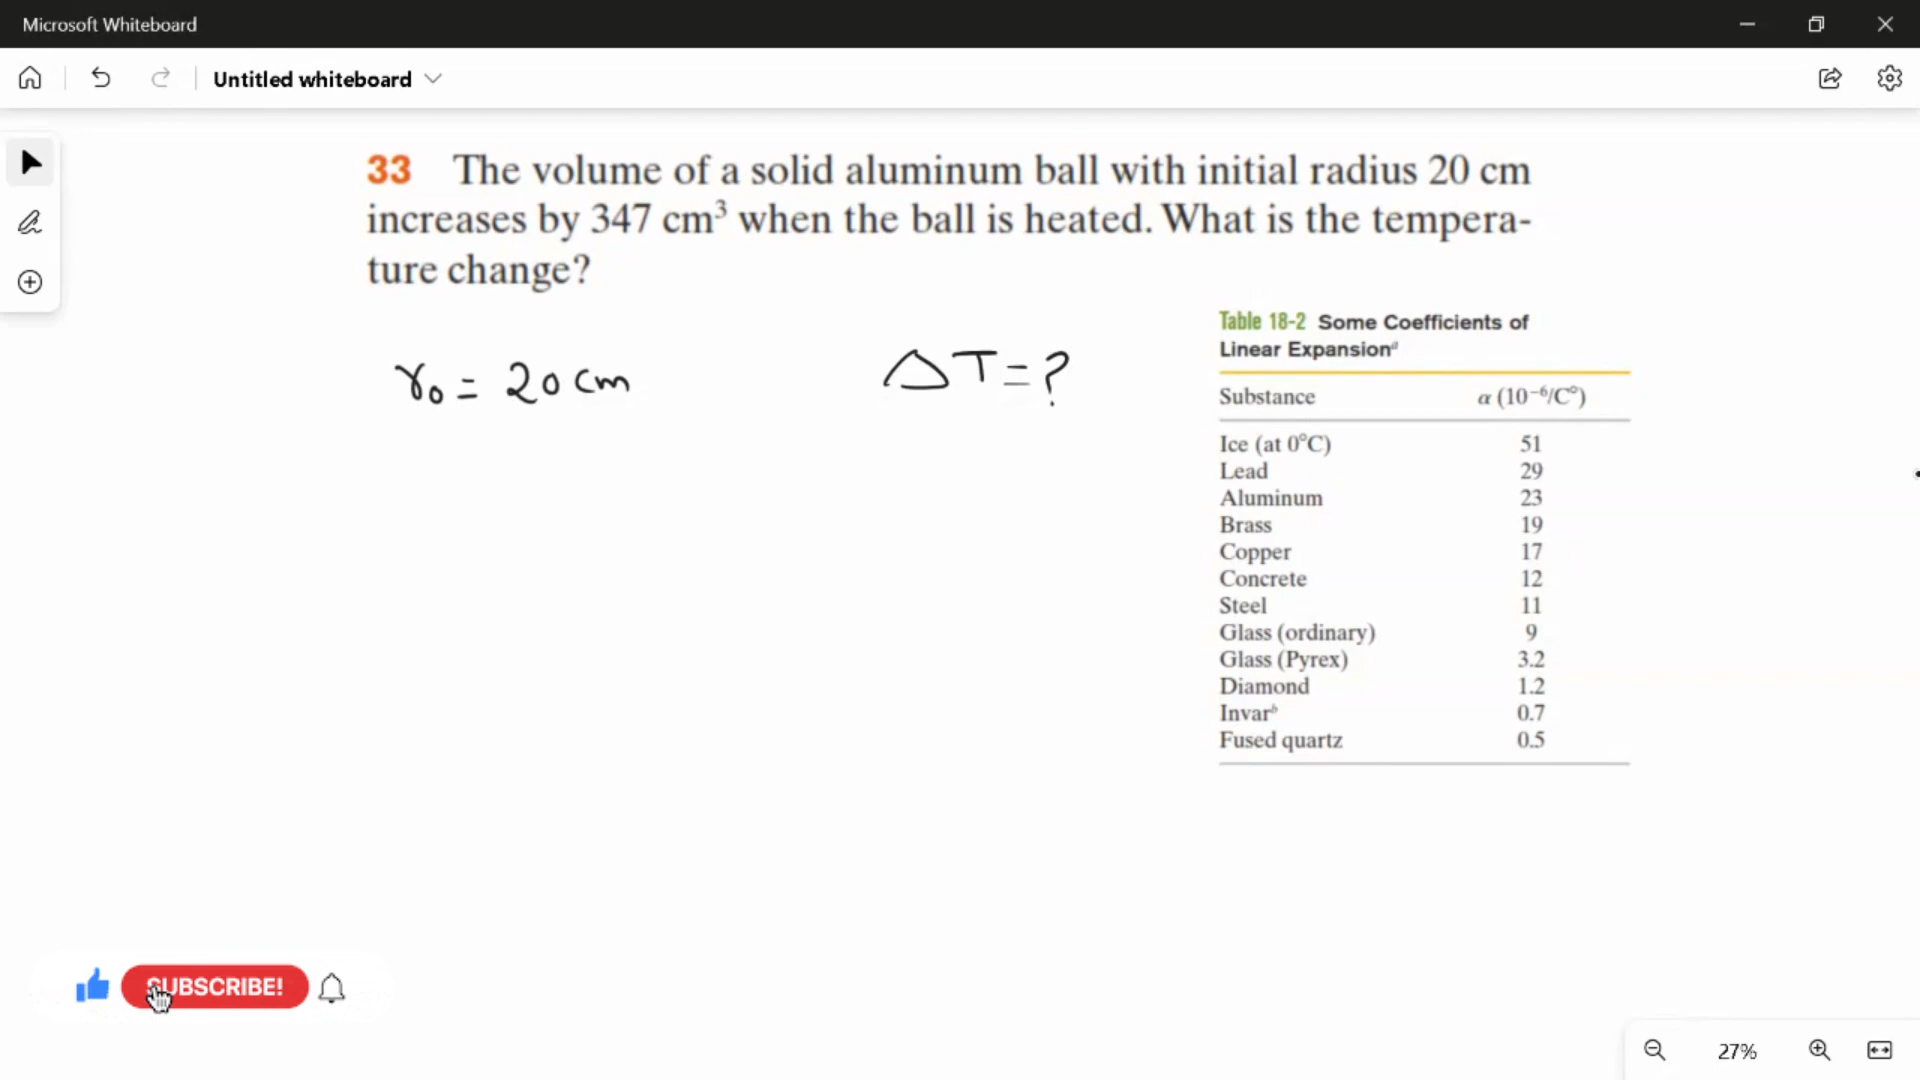 Microsoft Whiteboard
Untitled whiteboard
33 The volume of a solid aluminum ball with initial radius 20 cm
increases by 347 cm³ when the ball is heated. What is the tempera-
ture change?
r₀ = 20 cm
ΔT = ?
Table 18-2 Some Coefficients of
Linear Expansionᵃ
Substance α (10⁻⁶/C°)
Ice (at 0°C) 51
Lead 29
Aluminum 23
Brass 19
Copper 17
Concrete 12
Steel 11
Glass (ordinary) 9
Glass (Pyrex) 3.2
Diamond 1.2
Invarᵇ 0.7
Fused quartz 0.5
SUBSCRIBE!
27%